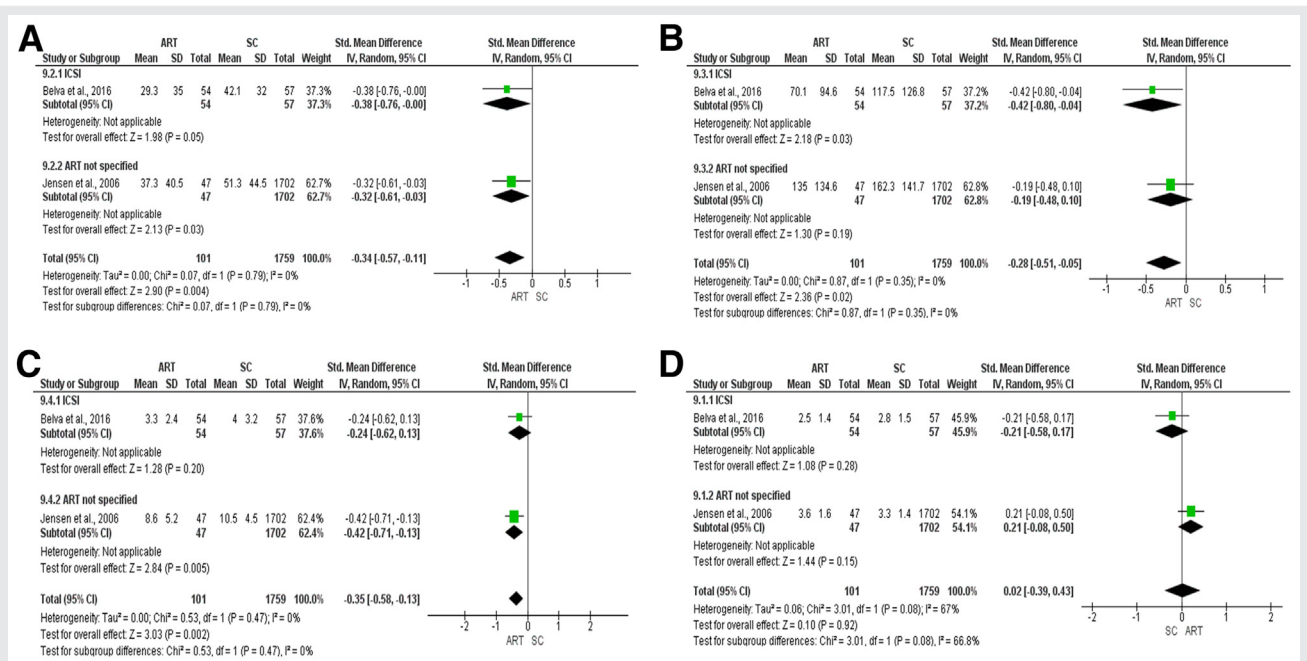 A
ART SC Std. Mean Difference Std. Mean Difference
Study or Subgroup Mean SD Total Mean SD Total Weight IV, Random, 95% CI IV, Random, 95% CI
9.2.1 ICSI
Belva et al., 2016 29.3 35 54 42.1 32 57 37.3% -0.38 [-0.76, -0.00]
Subtotal (95% CI) 54 57 37.3% -0.38 [-0.76, -0.00]
Heterogeneity: Not applicable
Test for overall effect: Z = 1.98 (P = 0.05)
9.2.2 ART not specified
Jensen et al., 2006 37.3 40.5 47 51.3 44.5 1702 62.7% -0.32 [-0.61, -0.03]
Subtotal (95% CI) 47 1702 62.7% -0.32 [-0.61, -0.03]
Heterogeneity: Not applicable
Test for overall effect: Z = 2.13 (P = 0.03)
Total (95% CI) 101 1759 100.0% -0.34 [-0.57, -0.11]
Heterogeneity: Tau² = 0.00; Chi² = 0.07, df = 1 (P = 0.79); I² = 0%
Test for overall effect: Z = 2.90 (P = 0.004)
Test for subgroup differences: Chi² = 0.07, df = 1 (P = 0.79), I² = 0%
-1 -0.5 0 0.5 1
ART SC
B
ART SC Std. Mean Difference Std. Mean Difference
Study or Subgroup Mean SD Total Mean SD Total Weight IV, Random, 95% CI IV, Random, 95% CI
9.3.1 ICSI
Belva et al., 2016 70.1 94.6 54 117.5 126.8 57 37.2% -0.42 [-0.80, -0.04]
Subtotal (95% CI) 54 57 37.2% -0.42 [-0.80, -0.04]
Heterogeneity: Not applicable
Test for overall effect: Z = 2.18 (P = 0.03)
9.3.2 ART not specified
Jensen et al., 2006 135 134.6 47 162.3 141.7 1702 62.8% -0.19 [-0.48, 0.10]
Subtotal (95% CI) 47 1702 62.8% -0.19 [-0.48, 0.10]
Heterogeneity: Not applicable
Test for overall effect: Z = 1.30 (P = 0.19)
Total (95% CI) 101 1759 100.0% -0.28 [-0.51, -0.05]
Heterogeneity: Tau² = 0.00; Chi² = 0.87, df = 1 (P = 0.35); I² = 0%
Test for overall effect: Z = 2.36 (P = 0.02)
Test for subgroup differences: Chi² = 0.87, df = 1 (P = 0.35), I² = 0%
-1 -0.5 0 0.5 1
ART SC
C
ART SC Std. Mean Difference Std. Mean Difference
Study or Subgroup Mean SD Total Mean SD Total Weight IV, Random, 95% CI IV, Random, 95% CI
9.4.1 ICSI
Belva et al., 2016 3.3 2.4 54 4 3.2 57 37.6% -0.24 [-0.62, 0.13]
Subtotal (95% CI) 54 57 37.6% -0.24 [-0.62, 0.13]
Heterogeneity: Not applicable
Test for overall effect: Z = 1.28 (P = 0.20)
9.4.2 ART not specified
Jensen et al., 2006 8.6 5.2 47 10.5 4.5 1702 62.4% -0.42 [-0.71, -0.13]
Subtotal (95% CI) 47 1702 62.4% -0.42 [-0.71, -0.13]
Heterogeneity: Not applicable
Test for overall effect: Z = 2.84 (P = 0.005)
Total (95% CI) 101 1759 100.0% -0.35 [-0.58, -0.13]
Heterogeneity: Tau² = 0.00; Chi² = 0.53, df = 1 (P = 0.47); I² = 0%
Test for overall effect: Z = 3.03 (P = 0.002)
Test for subgroup differences: Chi² = 0.53, df = 1 (P = 0.47), I² = 0%
-2 -1 0 1 2
ART SC
D
ART SC Std. Mean Difference Std. Mean Difference
Study or Subgroup Mean SD Total Mean SD Total Weight IV, Random, 95% CI IV, Random, 95% CI
9.1.1 ICSI
Belva et al., 2016 2.5 1.4 54 2.8 1.5 57 45.9% -0.21 [-0.58, 0.17]
Subtotal (95% CI) 54 57 45.9% -0.21 [-0.58, 0.17]
Heterogeneity: Not applicable
Test for overall effect: Z = 1.08 (P = 0.28)
9.1.2 ART not specified
Jensen et al., 2006 3.6 1.6 47 3.3 1.4 1702 54.1% 0.21 [-0.08, 0.50]
Subtotal (95% CI) 47 1702 54.1% 0.21 [-0.08, 0.50]
Heterogeneity: Not applicable
Test for overall effect: Z = 1.44 (P = 0.15)
Total (95% CI) 101 1759 100.0% 0.02 [-0.39, 0.43]
Heterogeneity: Tau² = 0.06; Chi² = 3.01, df = 1 (P = 0.08); I² = 67%
Test for overall effect: Z = 0.10 (P = 0.92)
Test for subgroup differences: Chi² = 3.01, df = 1 (P = 0.08), I² = 66.8%
-2 -1 0 1 2
SC ART